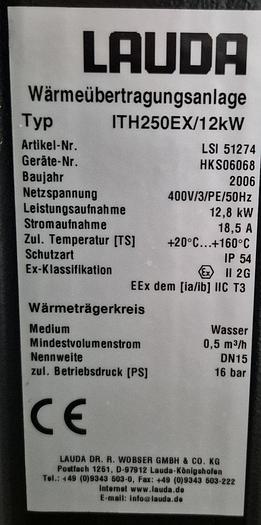 LAUDA
Wärmeübertragungsanlage
Typ ITH250EX/12kW
Artikel-Nr. LSI 51274
Geräte-Nr. HKS06068
Baujahr 2006
Netzspannung 400V/3/PE/50Hz
Leistungsaufnahme 12,8 kW
Stromaufnahme 18,5 A
Zul. Temperatur [TS] +20°C...+160°C
Schutzart IP 54
Ex-Klassifikation Ex II 2G
EEx dem [ia/ib] IIC T3
Wärmeträgerkreis
Medium Wasser
Mindestvolumenstrom 0,5 m³/h
Nennweite DN15
zul. Betriebsdruck [PS] 16 bar
CE
LAUDA DR. R. WOBSER GMBH & CO. KG
Postfach 1251, D-97912 Lauda-Königshofen
Tel.: +49 (0)9343 503-0, Fax: +49 (0)9343 503-222
Internet www.lauda.de
E-mail: info@lauda.de